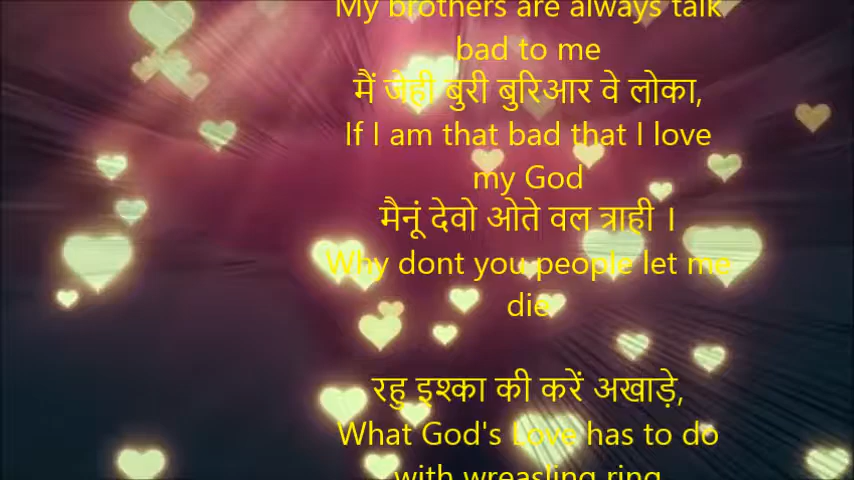 My brothers are always talk
bad to me
मैं जेही बुरी बुरिआर वे लोका,
If I am that bad that I love
my God
मैनूं देवो ओते वल त्राही ।
Why dont you people let me
die
रहु इश्का की करें अखाड़े,
What God's Love has to do
with wreasling ring